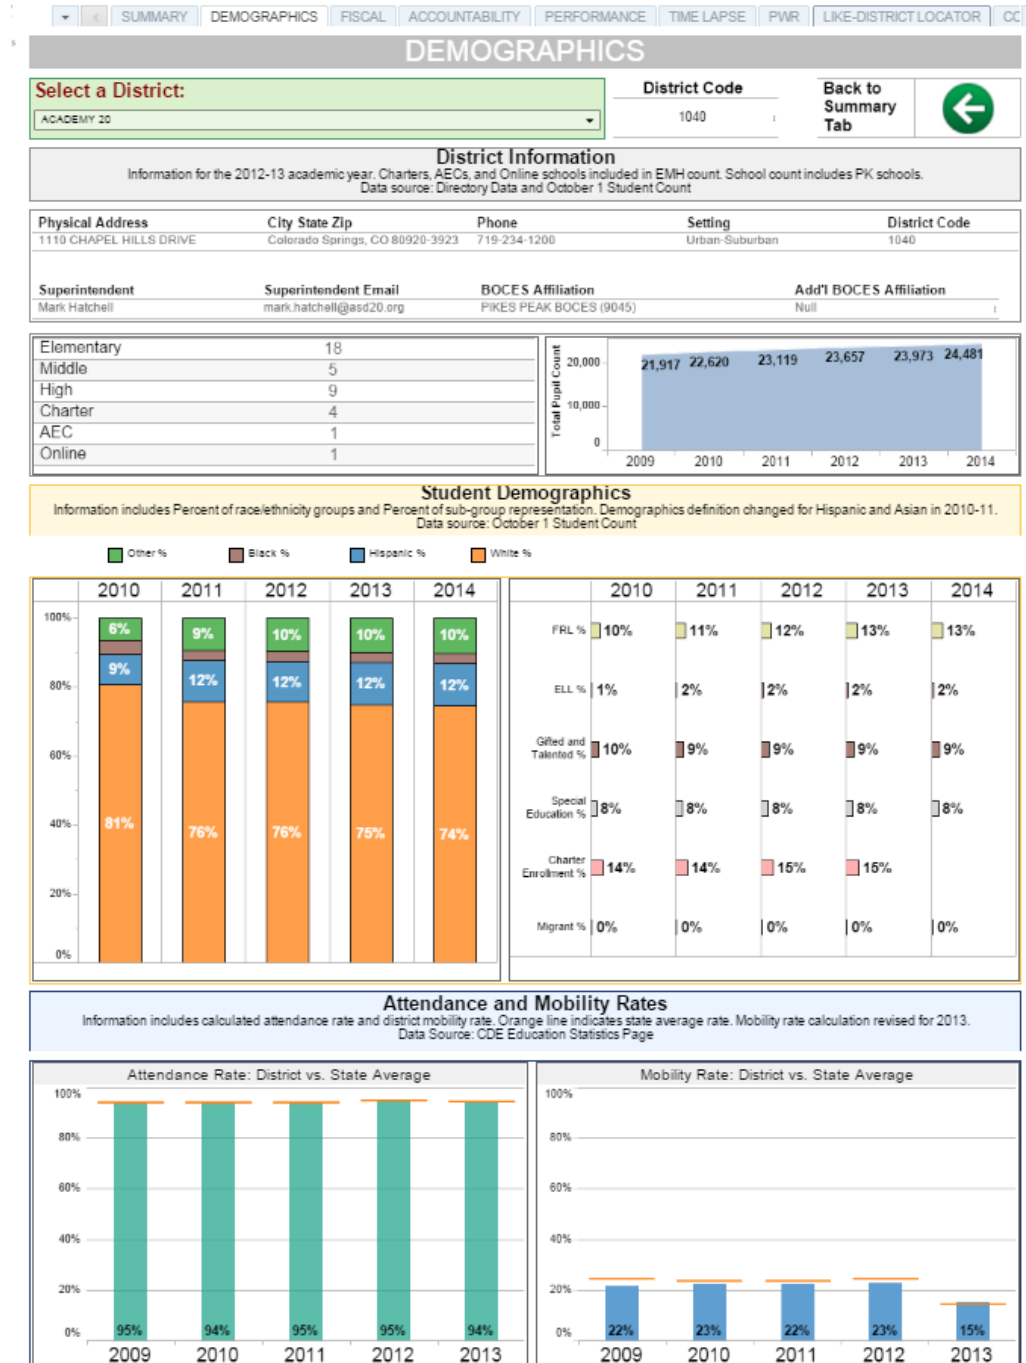 SUMMARY DEMOGRAPHICS FISCAL ACCOUNTABILITY PERFORMANCE TIME LAPSE PWR LIKE-DISTRICT LOCATOR CC
DEMOGRAPHICS
Select a District:
ACADEMY 20
District Code
1040
Back to
Summary
Tab
District Information
Information for the 2012-13 academic year. Charters, AECs, and Online schools included in EMH count. School count includes PK schools.
Data source: Directory Data and October 1 Student Count
Physical Address City State Zip Phone Setting District Code
1110 CHAPEL HILLS DRIVE Colorado Springs, CO 80920-3923 719-234-1200 Urban-Suburban 1040
Superintendent Superintendent Email BOCES Affiliation Add'l BOCES Affiliation
Mark Hatchell mark.hatchell@asd20.org PIKES PEAK BOCES (9045) Null
Elementary 18
Middle 5
High 9
Charter 4
AEC 1
Online 1
Total Pupil Count
20,000
10,000
0
21,917 22,620 23,119 23,657 23,973 24,481
2009 2010 2011 2012 2013 2014
Student Demographics
Information includes Percent of race/ethnicity groups and Percent of sub-group representation. Demographics definition changed for Hispanic and Asian in 2010-11.
Data source: October 1 Student Count
Other % Black % Hispanic % White %
2010 2011 2012 2013 2014
100%
80%
60%
40%
20%
0%
6% 9% 10% 10% 10%
9% 12% 12% 12% 12%
81% 76% 76% 75% 74%
2010 2011 2012 2013 2014
FRL % 10% 11% 12% 13% 13%
ELL % 1% 2% 2% 2% 2%
Gifted and
Talented % 10% 9% 9% 9% 9%
Special
Education % 8% 8% 8% 8% 8%
Charter
Enrollment % 14% 14% 15% 15%
Migrant % 0% 0% 0% 0% 0%
Attendance and Mobility Rates
Information includes calculated attendance rate and district mobility rate. Orange line indicates state average rate. Mobility rate calculation revised for 2013.
Data Source: CDE Education Statistics Page
Attendance Rate: District vs. State Average
100%
80%
60%
40%
20%
0%
95% 94% 95% 95% 94%
2009 2010 2011 2012 2013
Mobility Rate: District vs. State Average
100%
80%
60%
40%
20%
0%
22% 23% 22% 23% 15%
2009 2010 2011 2012 2013